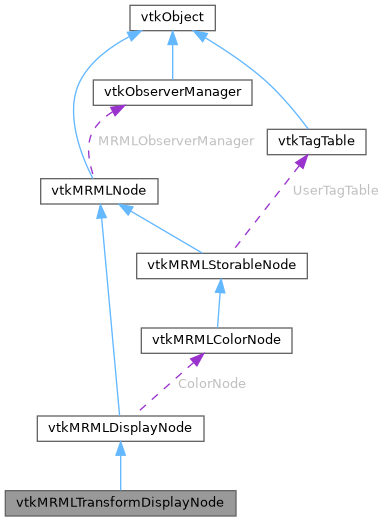 vtkObject
vtkObserverManager
MRMLObserverManager
vtkTagTable
vtkMRMLNode
UserTagTable
vtkMRMLStorableNode
vtkMRMLColorNode
ColorNode
vtkMRMLDisplayNode
vtkMRMLTransformDisplayNode